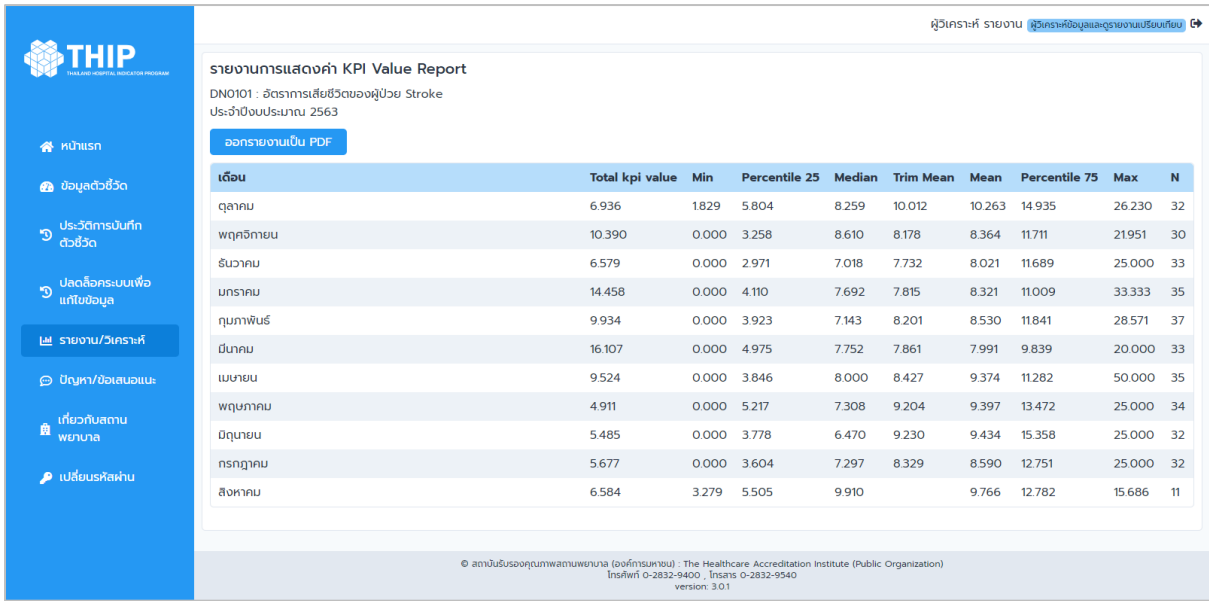 ผู้วิเคราะห์ รายงาน ผู้วิเคราะห์ข้อมูลและดูรายงานเปรียบเทียบ
THIP
THAILAND HOSPITAL INDICATOR PROGRAM
หน้าแรก
ข้อมูลตัวชี้วัด
ประวัติการบันทึก
ตัวชี้วัด
ปลดล็อคระบบเพื่อ
แก้ไขข้อมูล
รายงาน/วิเคราะห์
ปัญหา/ข้อเสนอแนะ
เกี่ยวกับสถาน
พยาบาล
เปลี่ยนรหัสผ่าน
รายงานการแสดงค่า KPI Value Report
DN0101 : อัตราการเสียชีวิตของผู้ป่วย Stroke
ประจำปีงบประมาณ 2563
ออกรายงานเป็น PDF
เดือน Total kpi value Min Percentile 25 Median Trim Mean Mean Percentile 75 Max N
ตุลาคม 6.936 1.829 5.804 8.259 10.012 10.263 14.935 26.230 32
พฤศจิกายน 10.390 0.000 3.258 8.610 8.178 8.364 11.711 21.951 30
ธันวาคม 6.579 0.000 2.971 7.018 7.732 8.021 11.689 25.000 33
มกราคม 14.458 0.000 4.110 7.692 7.815 8.321 11.009 33.333 35
กุมภาพันธ์ 9.934 0.000 3.923 7.143 8.201 8.530 11.841 28.571 37
มีนาคม 16.107 0.000 4.975 7.752 7.861 7.991 9.839 20.000 33
เมษายน 9.524 0.000 3.846 8.000 8.427 9.374 11.282 50.000 35
พฤษภาคม 4.911 0.000 5.217 7.308 9.204 9.397 13.472 25.000 34
มิถุนายน 5.485 0.000 3.778 6.470 9.230 9.434 15.358 25.000 32
กรกฎาคม 5.677 0.000 3.604 7.297 8.329 8.590 12.751 25.000 32
สิงหาคม 6.584 3.279 5.505 9.910 9.766 12.782 15.686 11
© สถาบันรับรองคุณภาพสถานพยาบาล (องค์การมหาชน) : The Healthcare Accreditation Institute (Public Organization)
โทรศัพท์ 0-2832-9400 , โทรสาร 0-2832-9540
version: 3.0.1